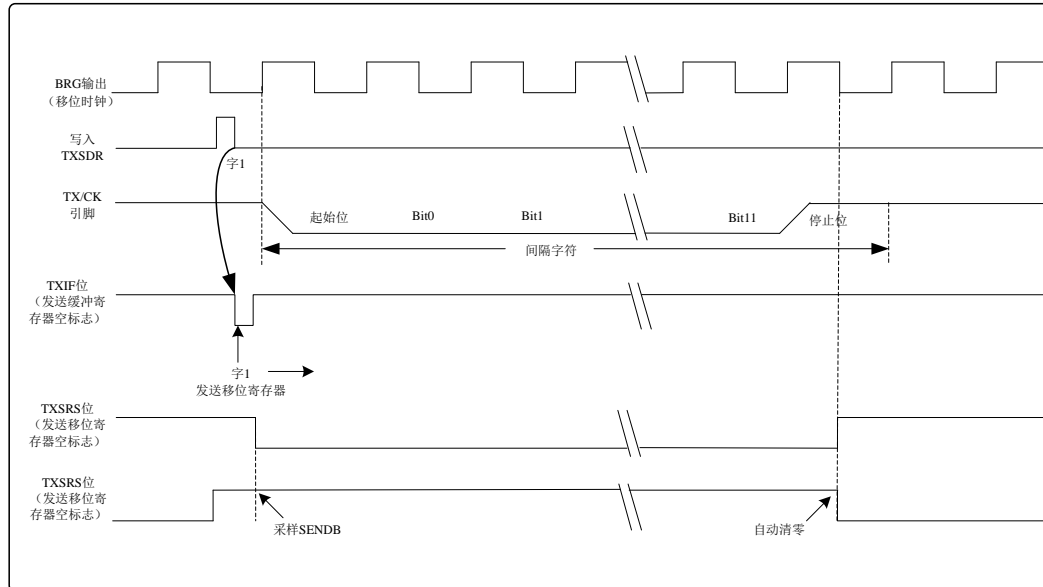 BRG输出
（移位时钟）
写入
TXSDR
字1
TX/CK
引脚
起始位
Bit0
Bit1
Bit11
停止位
间隔字符
TXIF位
（发送缓冲寄
存器空标志）
字1
发送移位寄存器
TXSRS位
（发送移位寄
存器空标志）
TXSRS位
（发送移位寄
存器空标志）
采样SENDB
自动清零